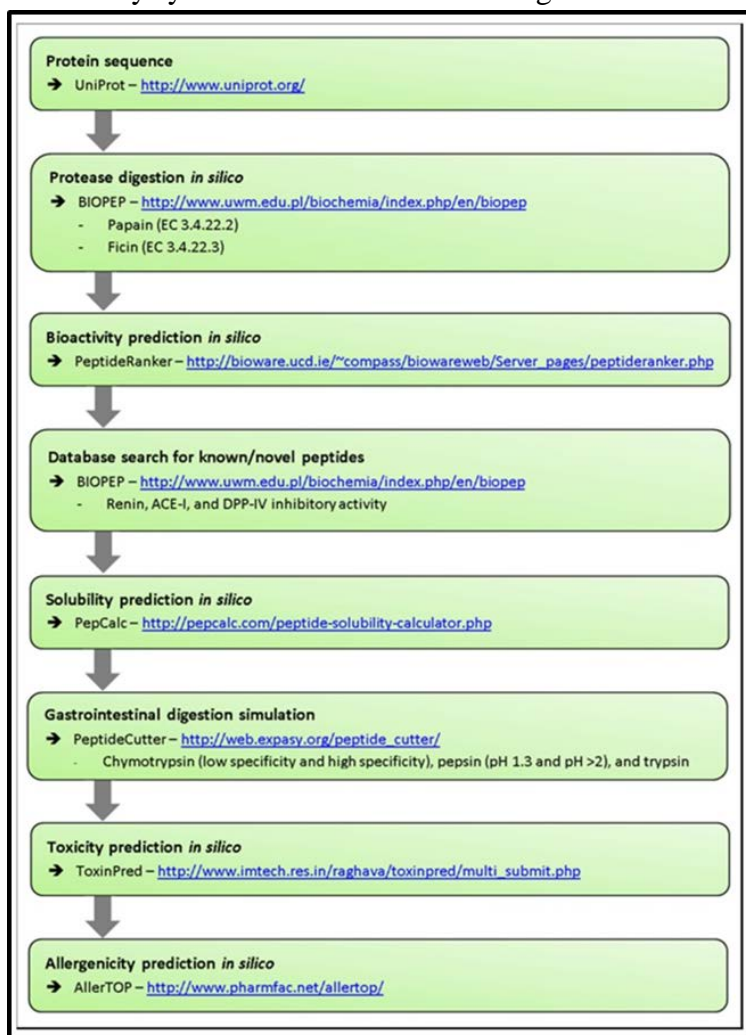 Protein sequence
➔ UniProt – http://www.uniprot.org/
Protease digestion in silico
➔ BIOPEP – http://www.uwm.edu.pl/biochemia/index.php/en/biopep
- Papain (EC 3.4.22.2)
- Ficin (EC 3.4.22.3)
Bioactivity prediction in silico
➔ PeptideRanker – http://bioware.ucd.ie/~compass/biowareweb/Server_pages/peptideranker.php
Database search for known/novel peptides
➔ BIOPEP – http://www.uwm.edu.pl/biochemia/index.php/en/biopep
- Renin, ACE-I, and DPP-IV inhibitory activity
Solubility prediction in silico
➔ PepCalc – http://pepcalc.com/peptide-solubility-calculator.php
Gastrointestinal digestion simulation
➔ PeptideCutter – http://web.expasy.org/peptide_cutter/
- Chymotrypsin (low specificity and high specificity), pepsin (pH 1.3 and pH >2), and trypsin
Toxicity prediction in silico
➔ ToxinPred – http://www.imtech.res.in/raghava/toxinpred/multi_submit.php
Allergenicity prediction in silico
➔ AllerTOP – http://www.pharmfac.net/allertop/